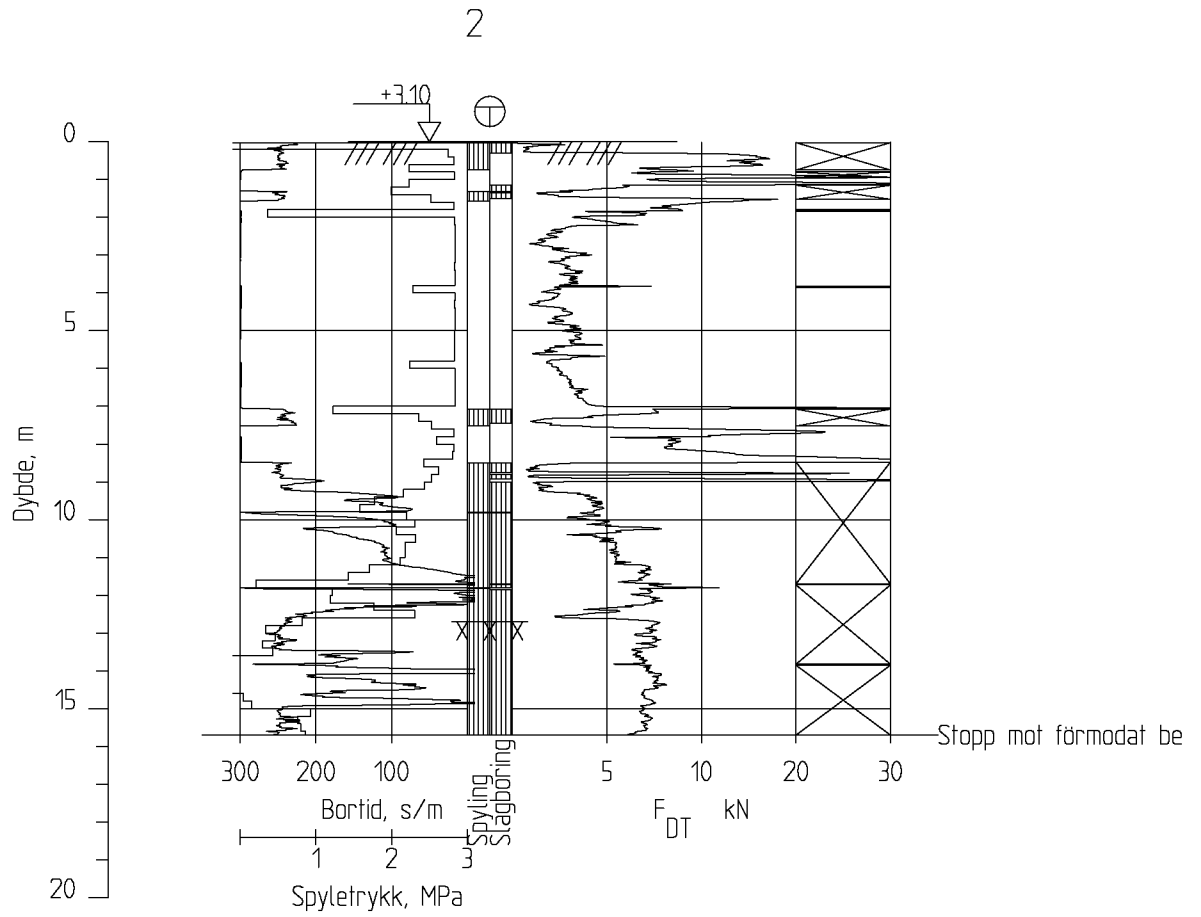 2
+3.10
0
5
10
15
20
Dybde, m
Stopp mot förmodat be
300 200 100
5 10 20 30
Bortid, s/m
Spyling
Slagboring
F DT kN
1 2 3
Spyletrykk, MPa